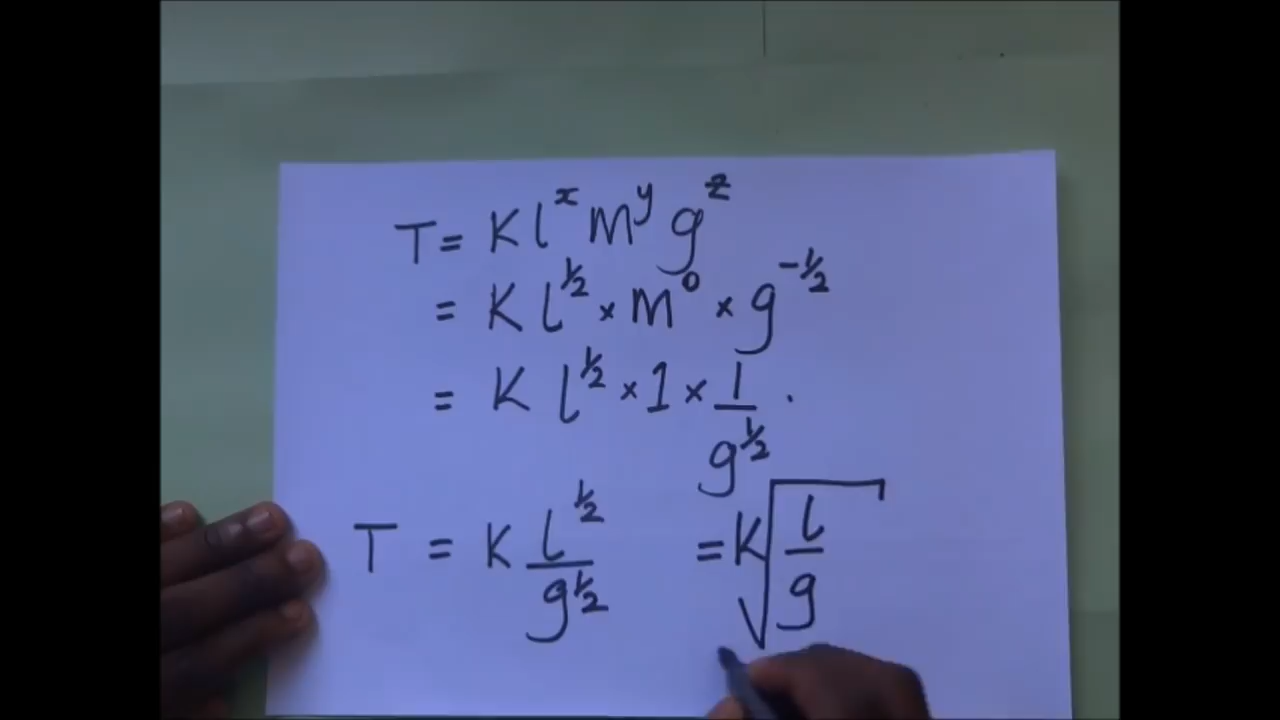 T = K l^x m^y g^z
= K l^½ × m^0 × g^-½
= K l^½ × 1 × 1/g^½ .
T = K l^½/g^½ = K√(l/g)